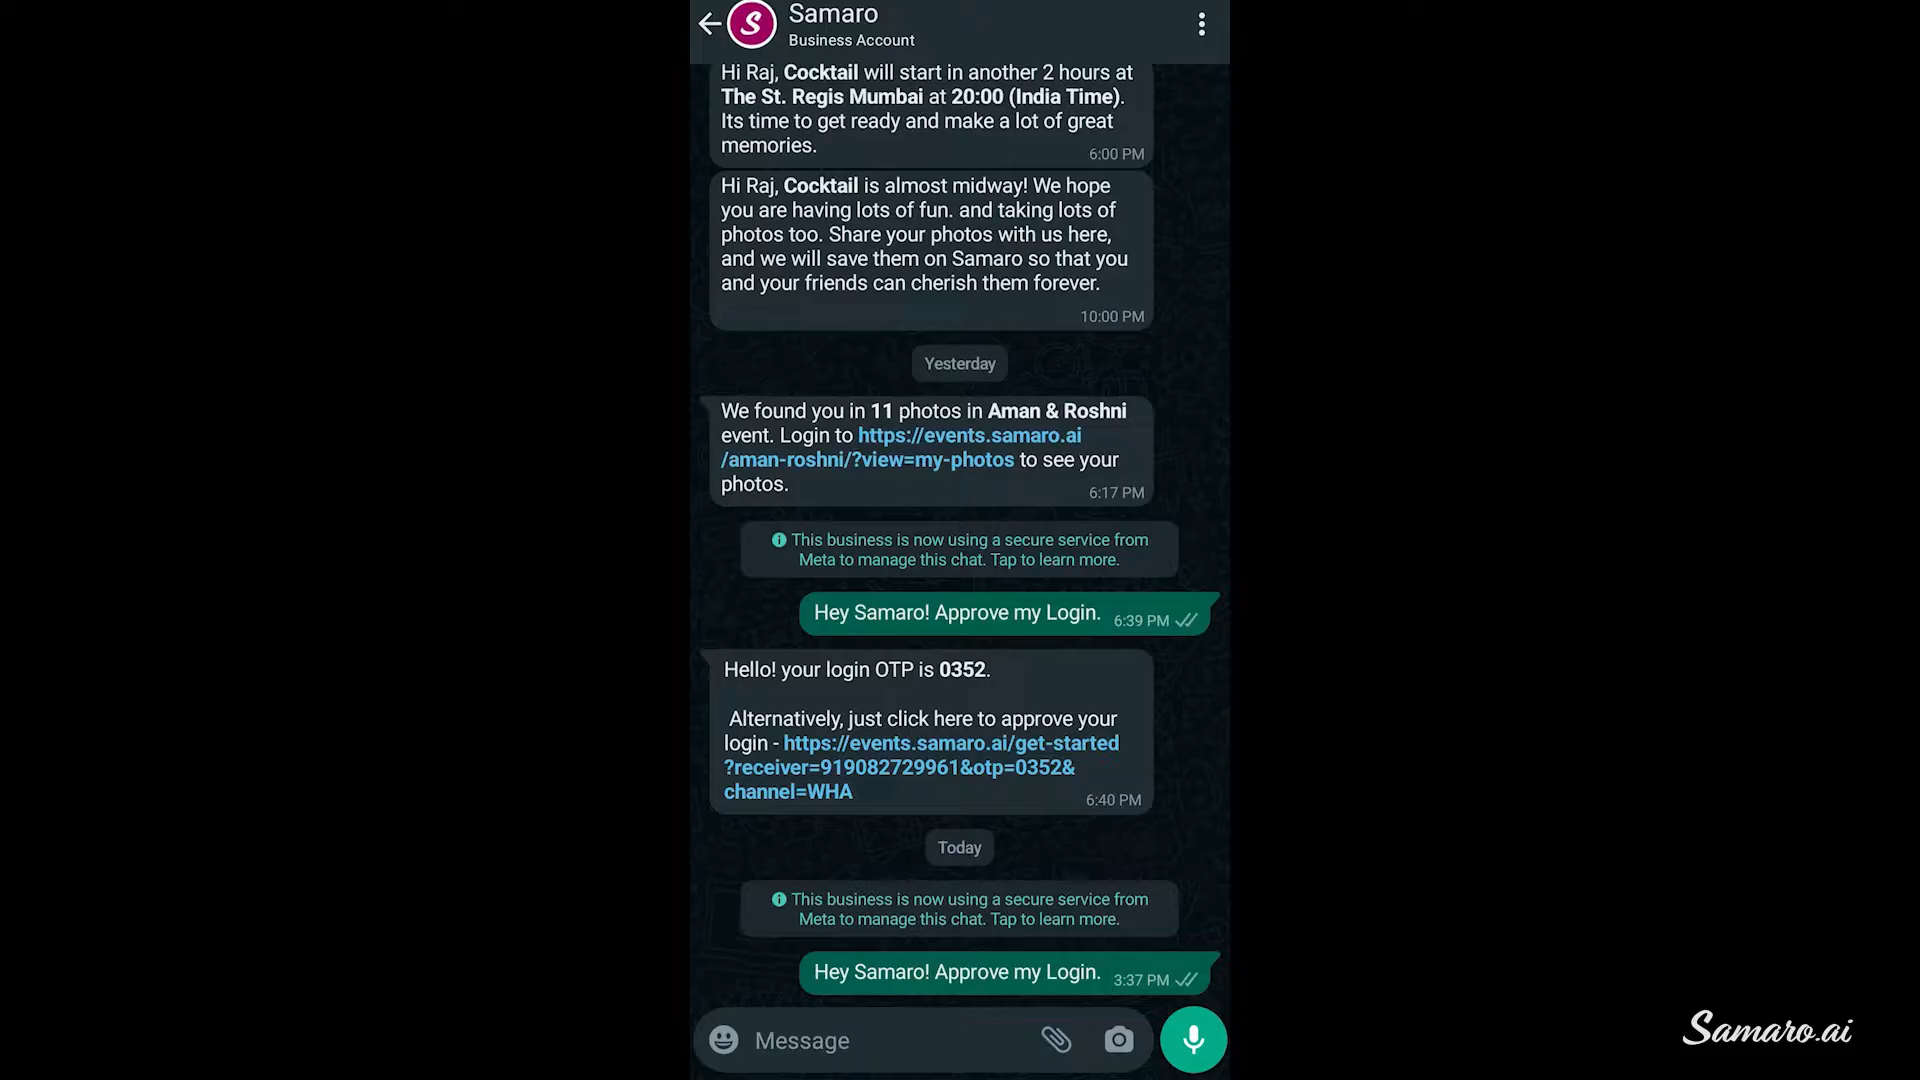 Samaro
Business Account
Hi Raj, Cocktail will start in another 2 hours at
The St. Regis Mumbai at 20:00 (India Time).
Its time to get ready and make a lot of great
memories.
6:00 PM
Hi Raj, Cocktail is almost midway! We hope
you are having lots of fun. and taking lots of
photos too. Share your photos with us here,
and we will save them on Samaro so that you
and your friends can cherish them forever.
10:00 PM
Yesterday
We found you in 11 photos in Aman & Roshni
event. Login to https://events.samaro.ai
/aman-roshni/?view=my-photos to see your
photos.
6:17 PM
This business is now using a secure service from
Meta to manage this chat. Tap to learn more.
Hey Samaro! Approve my Login. 6:39 PM
Hello! your login OTP is 0352.
Alternatively, just click here to approve your
login - https://events.samaro.ai/get-started
?receiver=919082729961&otp=0352&
channel=WHA
6:40 PM
Today
This business is now using a secure service from
Meta to manage this chat. Tap to learn more.
Hey Samaro! Approve my Login. 3:37 PM
Message
Samaro.ai